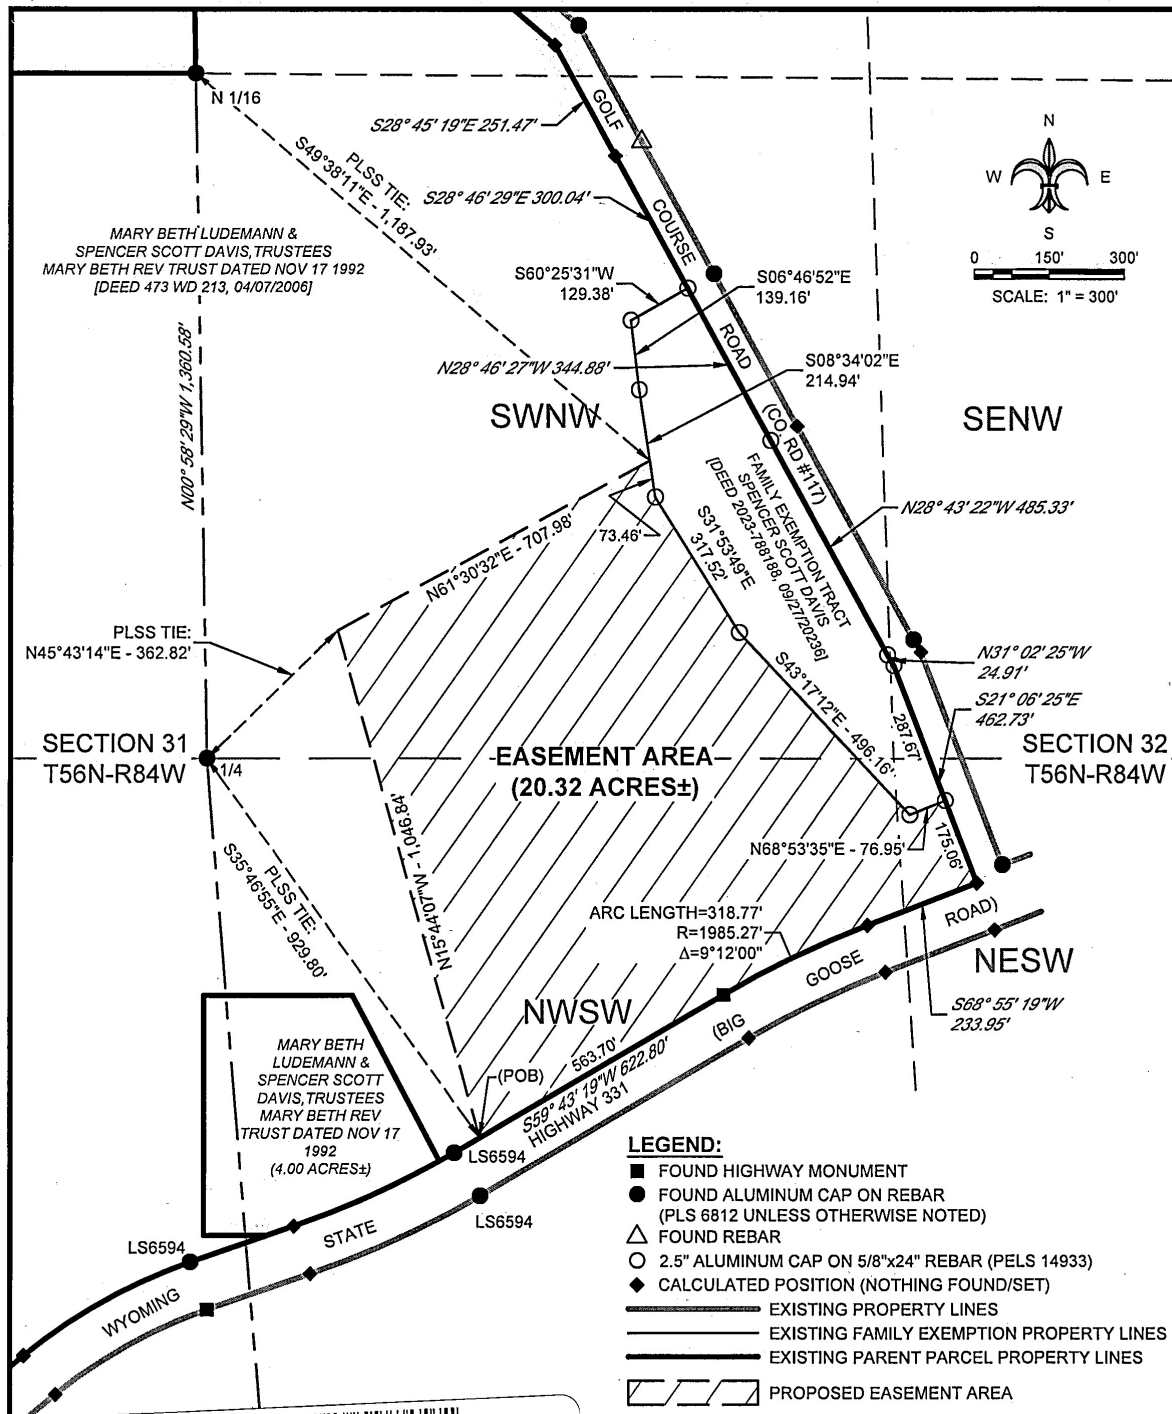 N 1/16
S28° 45' 19"E 251.47'
GOLF
N
W E
S
PLSS TIE:
S49°38'11"E - 1,187.93'
S28° 46' 29"E 300.04'
COURSE
MARY BETH LUDEMANN &
SPENCER SCOTT DAVIS,TRUSTEES
MARY BETH REV TRUST DATED NOV 17 1992
[DEED 473 WD 213, 04/07/2006]
0 150' 300'
SCALE: 1" = 300'
S60°25'31"W
129.38'
S06°46'52"E
139.16'
ROAD
N00° 58' 29"W 1,360.58'
N28° 46' 27"W 344.88'
S08°34'02"E
214.94'
SWNW
SENW
(CO. RD #117)
FAMILY EXEMPTION TRACT
SPENCER SCOTT DAVIS
[DEED 2023-788188, 09/27/20236]
N28° 43' 22"W 485.33'
73.46'
S31°53'49"E
317.52'
N61°30'32"E - 707.98'
PLSS TIE:
N45°43'14"E - 362.82'
N31° 02' 25"W
24.91'
S21° 06' 25"E
462.73'
287.67'
S43°17'12"E - 496.16'
SECTION 31
T56N-R84W
1/4
EASEMENT AREA
(20.32 ACRES±)
SECTION 32
T56N-R84W
N15°44'07"W - 1,046.84'
PLSS TIE:
S35°46'55"E - 929.80'
N68°53'35"E - 76.95'
175.06'
ARC LENGTH=318.77'
R=1985.27'
Δ=9°12'00"
ROAD)
GOOSE
NESW
NWSW
S68° 55' 19"W
233.95'
(BIG
MARY BETH
LUDEMANN &
SPENCER SCOTT
DAVIS,TRUSTEES
MARY BETH REV
TRUST DATED NOV 17
1992
(4.00 ACRES±)
(POB)
563.70'
S59° 43' 19"W 622.80'
HIGHWAY 331
LS6594
LS6594
LS6594
STATE
WYOMING
LEGEND:
FOUND HIGHWAY MONUMENT
FOUND ALUMINUM CAP ON REBAR
(PLS 6812 UNLESS OTHERWISE NOTED)
FOUND REBAR
2.5" ALUMINUM CAP ON 5/8"x24" REBAR (PELS 14933)
CALCULATED POSITION (NOTHING FOUND/SET)
EXISTING PROPERTY LINES
EXISTING FAMILY EXEMPTION PROPERTY LINES
EXISTING PARENT PARCEL PROPERTY LINES
PROPOSED EASEMENT AREA